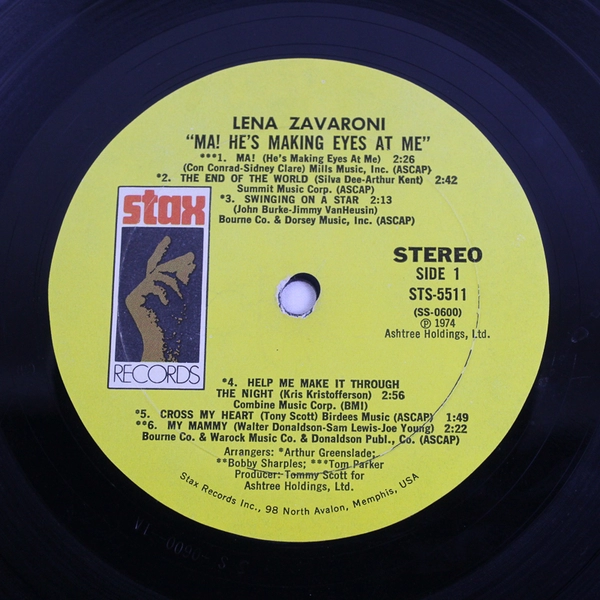 LENA ZAVARONI
"MA! HE'S MAKING EYES AT ME"
***1. MA! (He's Making Eyes At Me) 2:26
(Con Conrad-Sidney Clare) Mills Music, Inc. (ASCAP)
*2. THE END OF THE WORLD (Silva Dee-Arthur Kent) 2:42
Summit Music Corp. (ASCAP)
*3. SWINGING ON A STAR 2:13
(John Burke-Jimmy VanHeusin)
Bourne Co. & Dorsey Music, Inc. (ASCAP)
stax
RECORDS
STEREO
SIDE 1
STS-5511
(SS-0600)
℗ 1974
Ashtree Holdings, Ltd.
*4. HELP ME MAKE IT THROUGH
THE NIGHT (Kris Kristofferson) 2:56
Combine Music Corp. (BMI)
*5. CROSS MY HEART (Tony Scott) Birdees Music (ASCAP) 1:49
**6. MY MAMMY (Walter Donaldson-Sam Lewis-Joe Young) 2:22
Bourne Co. & Warock Music Co. & Donaldson Publ., Co. (ASCAP)
Arrangers: *Arthur Greenslade;
**Bobby Sharples; ***Tom Parker
Producer: Tommy Scott for
Ashtree Holdings, Ltd.
Stax Records Inc., 98 North Avalon, Memphis, USA